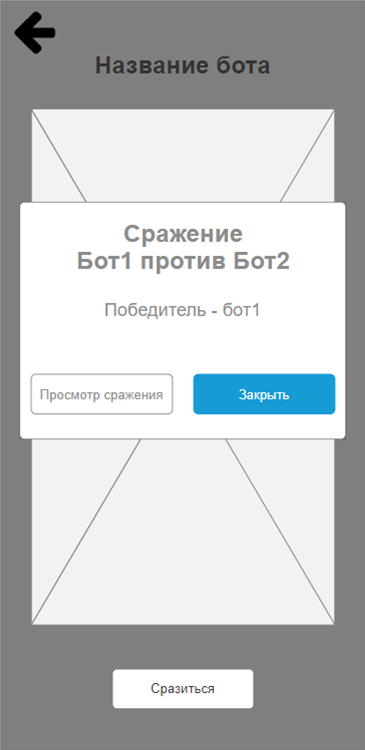 Название бота
Сражение
Бот1 против Бот2
Победитель - бот1
Просмотр сражения
Закрыть
Сразиться